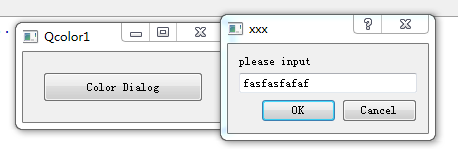 Qcolor1
Color Dialog
xxx
please input
fasfasfafaf
OK
Cancel